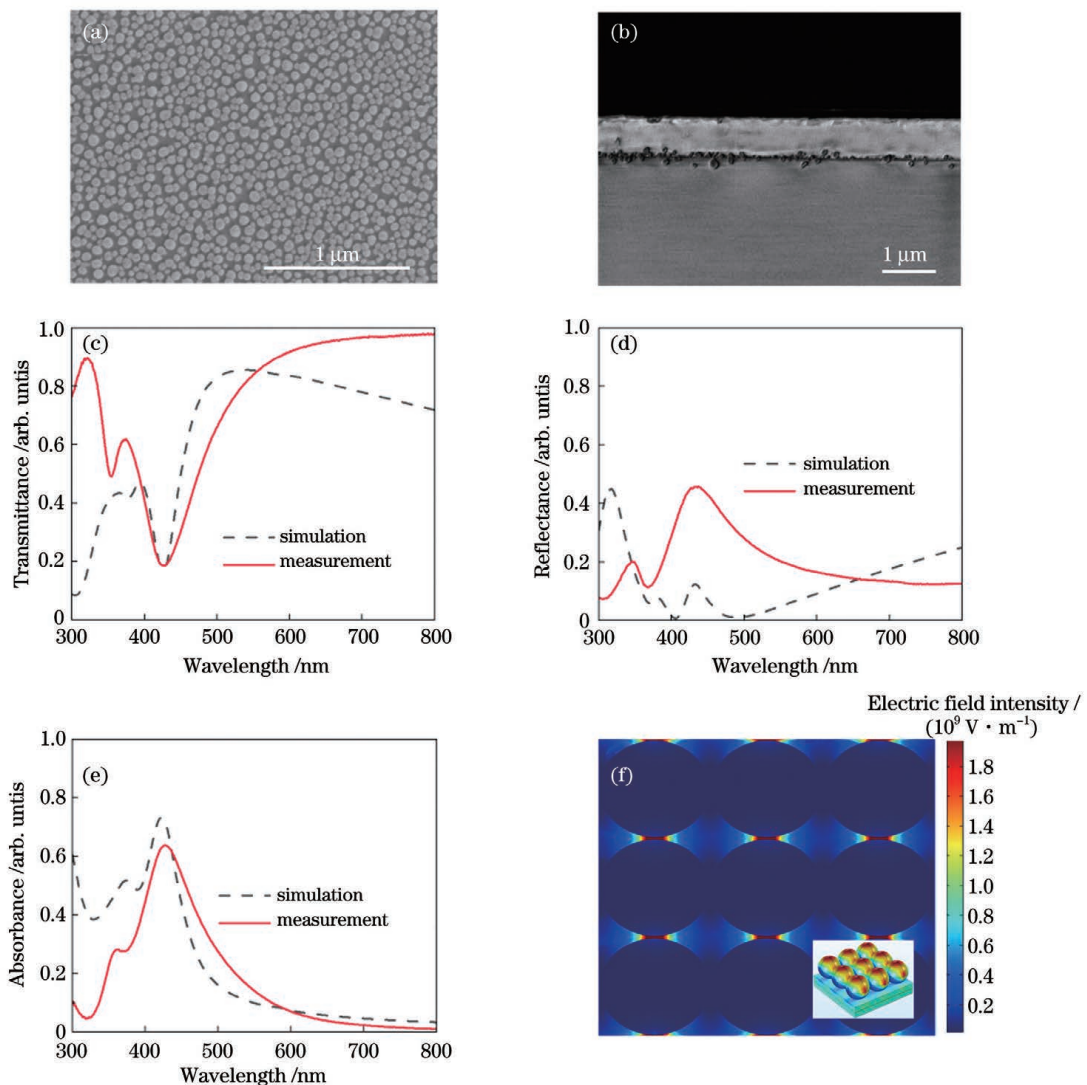 (a)
1 μm
(b)
1 μm
(c)
Transmittance /arb. untis
1.0
0.8
0.6
0.4
0.2
0
simulation
measurement
300 400 500 600 700 800
Wavelength /nm
(d)
Reflectance /arb. untis
1.0
0.8
0.6
0.4
0.2
0
simulation
measurement
300 400 500 600 700 800
Wavelength /nm
(e)
Absorbance /arb. untis
1.0
0.8
0.6
0.4
0.2
0
simulation
measurement
300 400 500 600 700 800
Wavelength /nm
Electric field intensity /
(10⁹ V · m⁻¹)
(f)
1.8
1.6
1.4
1.2
1.0
0.8
0.6
0.4
0.2